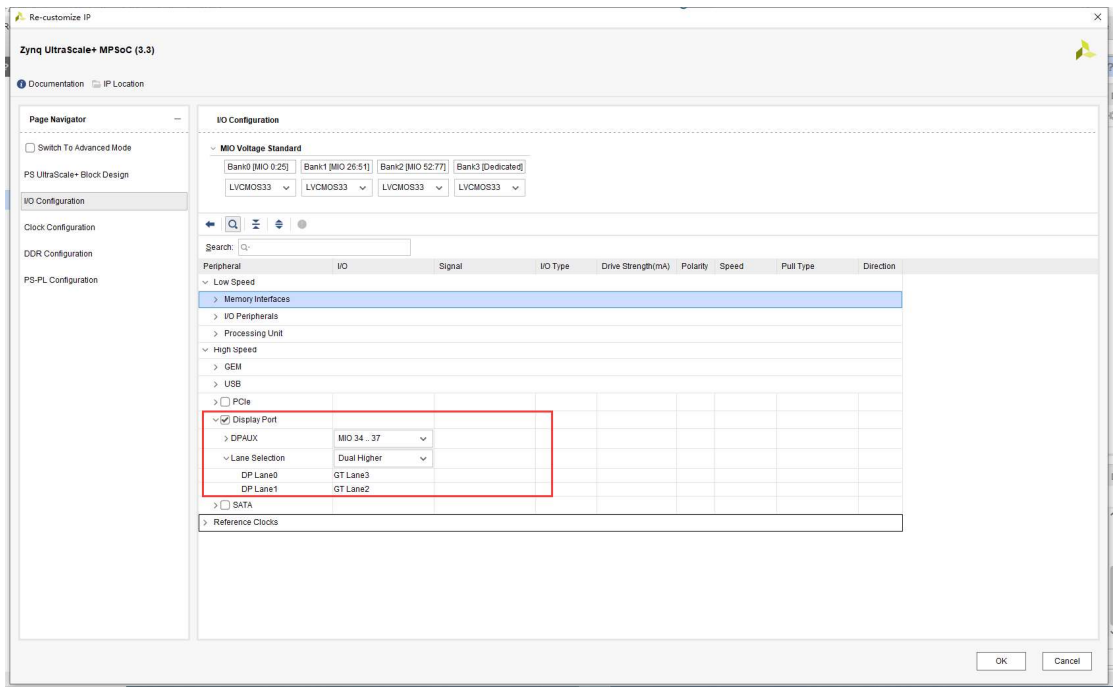 Re-customize IP
Zynq UltraScale+ MPSoC (3.3)
Documentation IP Location
Page Navigator
Switch To Advanced Mode
PS UltraScale+ Block Design
I/O Configuration
Clock Configuration
DDR Configuration
PS-PL Configuration
I/O Configuration
MIO Voltage Standard
Bank0 [MIO 0:25] Bank1 [MIO 26:51] Bank2 [MIO 52:77] Bank3 [Dedicated]
LVCMOS33 LVCMOS33 LVCMOS33 LVCMOS33
Search: Q-
Peripheral I/O Signal I/O Type Drive Strength(mA) Polarity Speed Pull Type Direction
Low Speed
Memory Interfaces
I/O Peripherals
Processing Unit
High Speed
GEM
USB
PCIe
Display Port
DPAUX MIO 34 .. 37
Lane Selection Dual Higher
DP Lane0 GT Lane3
DP Lane1 GT Lane2
SATA
Reference Clocks
OK Cancel